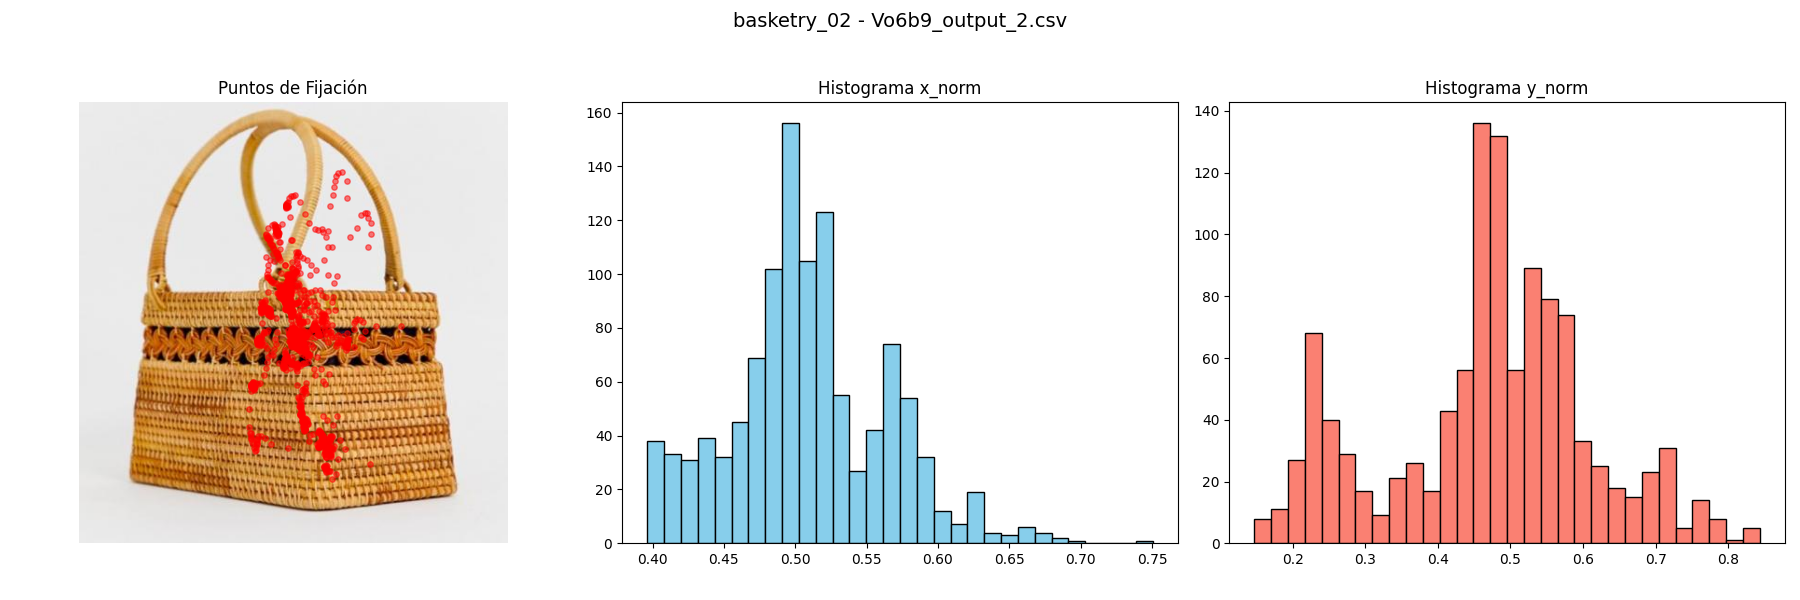 basketry_02 - Vo6b9_output_2.csv
Puntos de Fijación
Histograma x_norm
160
140
120
100
80
60
40
20
0
0.40 0.45 0.50 0.55 0.60 0.65 0.70 0.75
Histograma y_norm
140
120
100
80
60
40
20
0
0.2 0.3 0.4 0.5 0.6 0.7 0.8